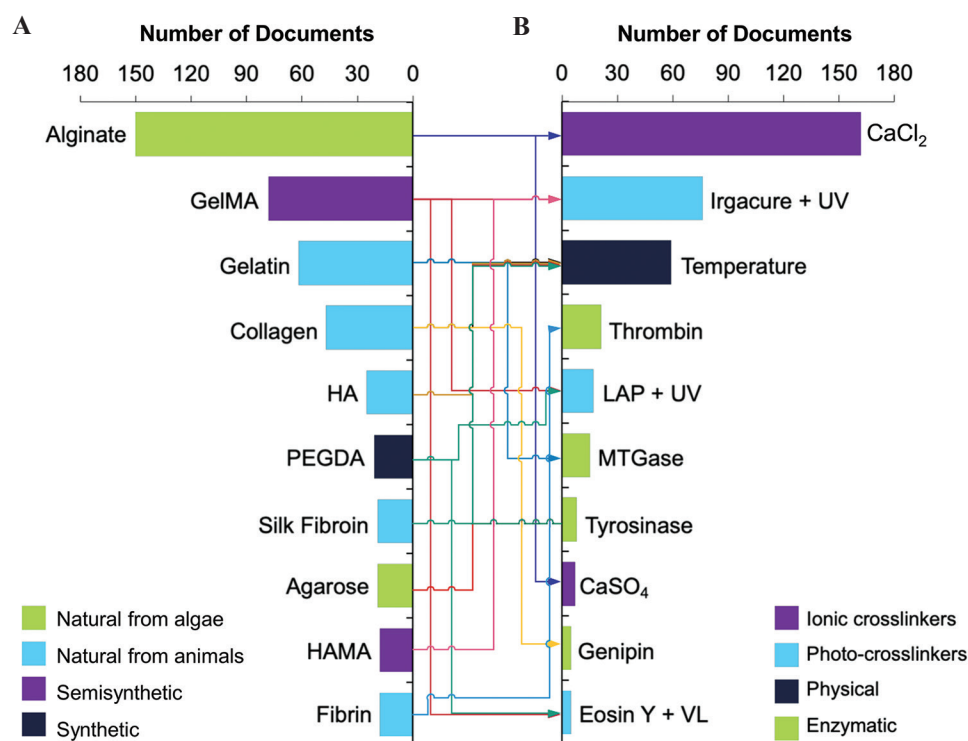 A
Number of Documents
180 150 90 60 30 0
Alginate
GelMA
Gelatin
Collagen
HA
PEGDA
Silk Fibroin
Agarose
HAMA
Fibrin
Natural from algae
Natural from animals
Semisynthetic
Synthetic
B
Number of Documents
0 30 60 90 120 160 180
CaCl₂
Irgacure + UV
Temperature
Thrombin
LAP + UV
MTGase
Tyrosinase
CaSO₄
Genipin
Eosin Y + VL
Ionic crosslinkers
Photo-crosslinkers
Physical
Enzymatic